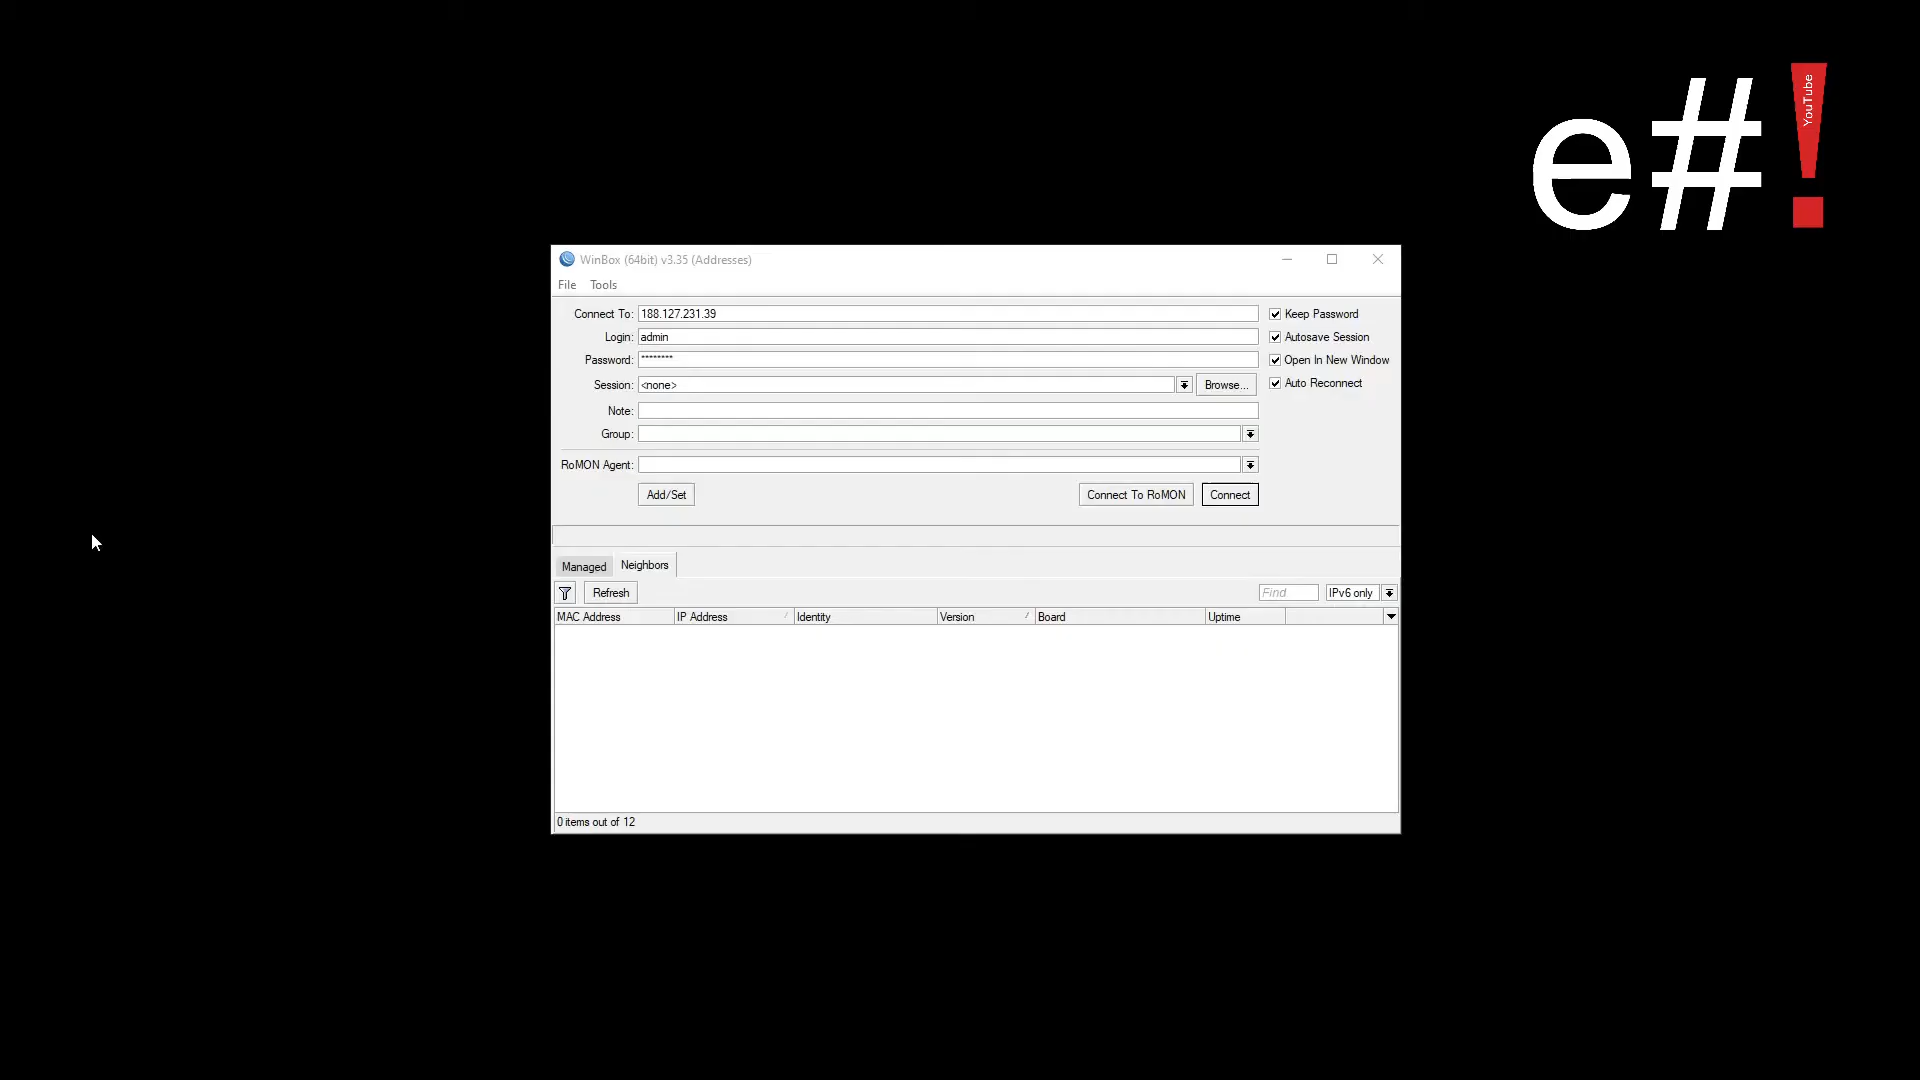 e#!
YouTube
WinBox (64bit) v3.35 (Addresses)
File Tools
Connect To: 188.127.231.39
Keep Password
Login: admin
Autosave Session
Password: ********
Open In New Window
Session: <none> Browse...
Auto Reconnect
Note:
Group:
RoMON Agent:
Add/Set Connect To RoMON Connect
Managed Neighbors
Refresh Find IPv6 only
MAC Address IP Address Identity Version Board Uptime
0 items out of 12